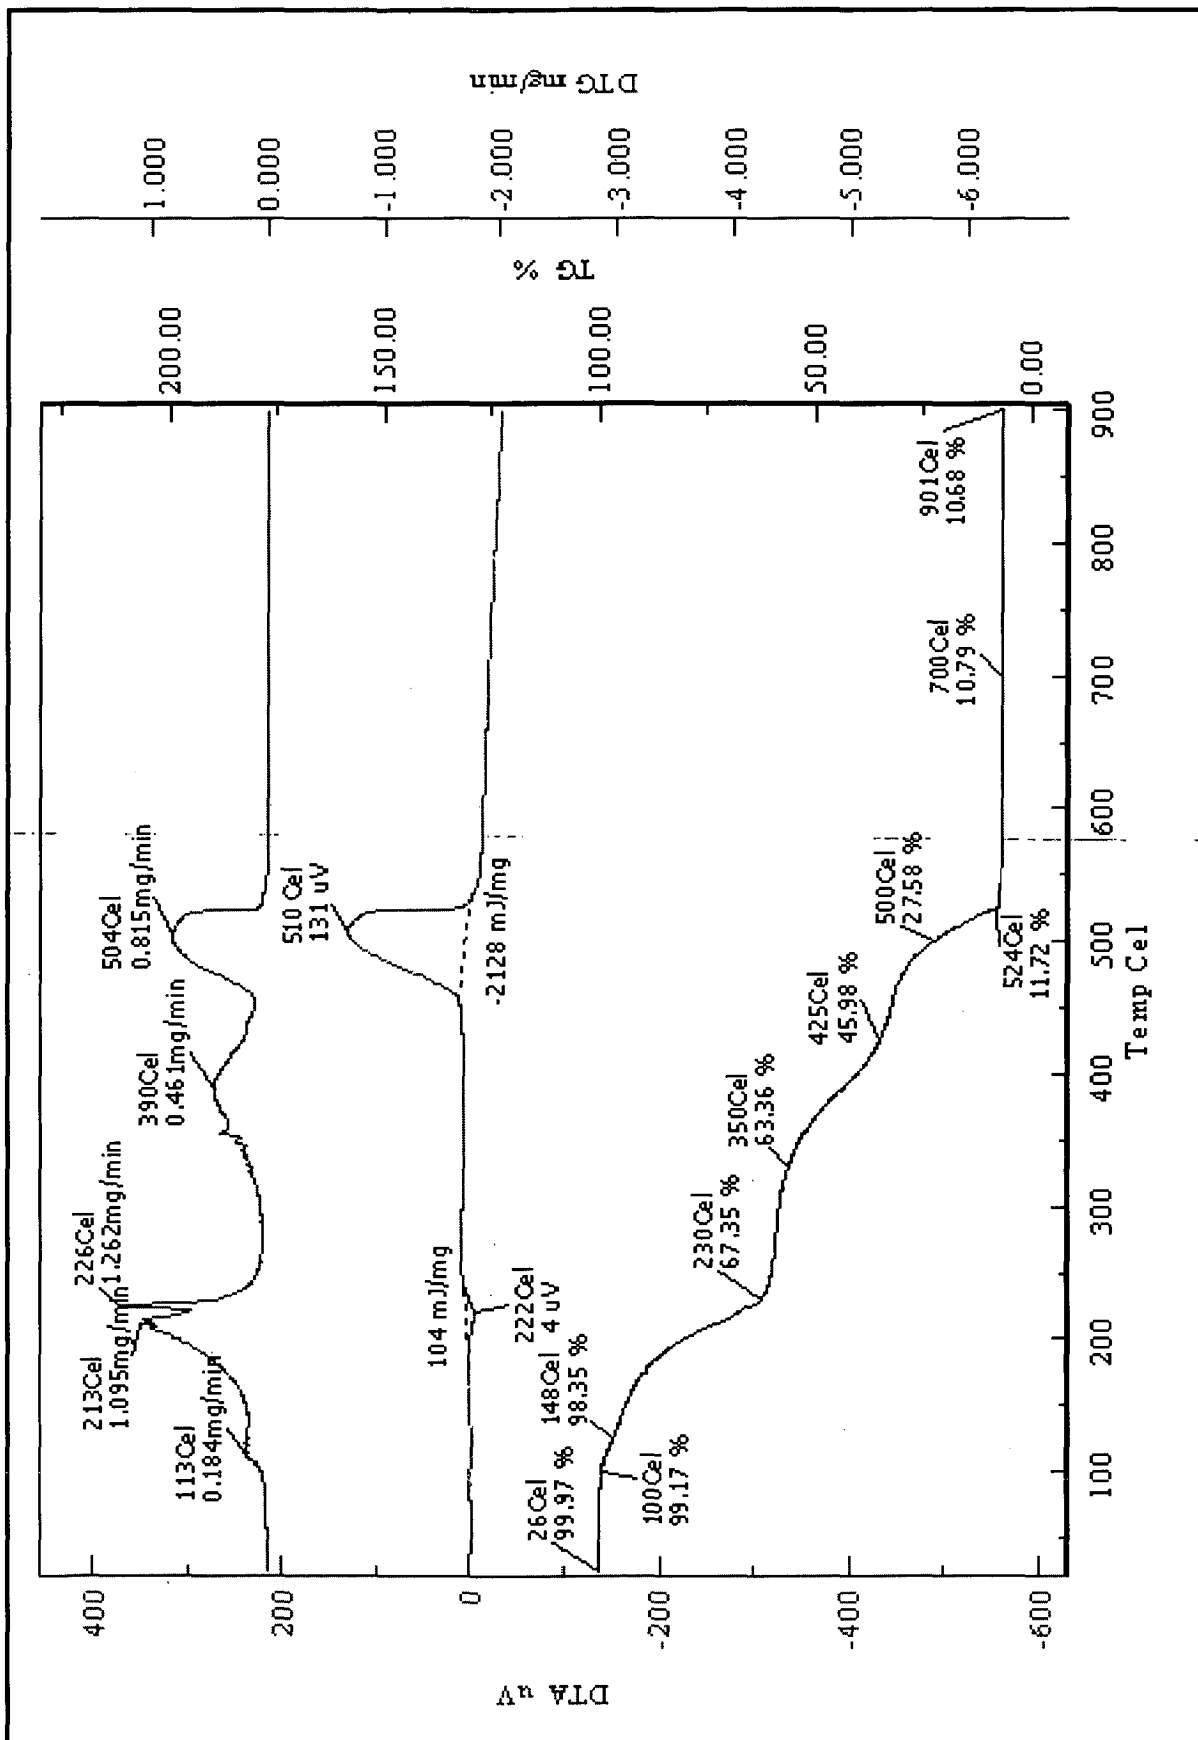 DTA uV
400
200
0
-200
-400
-600
213Cel
1.095mg/min
226Cel
1.262mg/min
113Cel
0.184mg/min
390Cel
0.461mg/min
504Cel
0.815mg/min
510 Cel
131 uV
104 mJ/mg
-2128 mJ/mg
222Cel
4 uV
26Cel
99.97 %
100Cel
99.17 %
148Cel
98.35 %
230Cel
67.35 %
350Cel
63.36 %
425Cel
45.98 %
500Cel
27.58 %
524Cel
11.72 %
700Cel
10.79 %
901Cel
10.68 %
100
200
300
400
500
600
700
800
900
Temp Cel
200.00
150.00
100.00
50.00
0.00
TG %
1.000
0.000
-1.000
-2.000
-3.000
-4.000
-5.000
-6.000
DTG mg/min